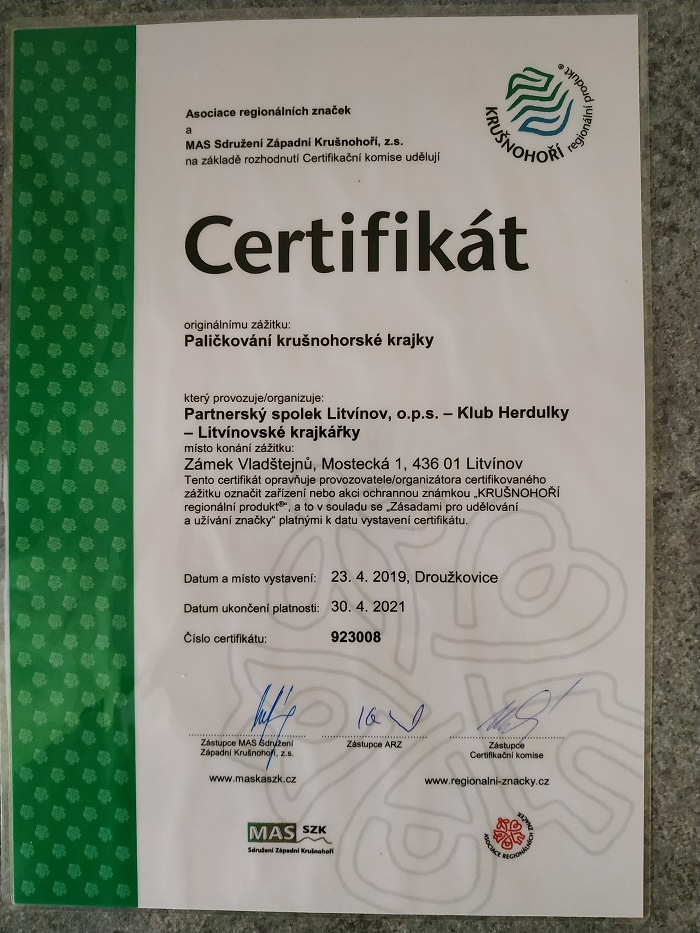 KRUŠNOHOŘÍ regionální produkt®
Asociace regionálních značek
a
MAS Sdružení Západní Krušnohoří, z.s.
na základě rozhodnutí Certifikační komise udělují
Certifikát
originálnímu zážitku:
Paličkování krušnohorské krajky
který provozuje/organizuje:
Partnerský spolek Litvínov, o.p.s. – Klub Herdulky
– Litvínovské krajkářky
místo konání zážitku:
Zámek Vladštejnů, Mostecká 1, 436 01 Litvínov
Tento certifikát opravňuje provozovatele/organizátora certifikovaného
zážitku označit zařízení nebo akci ochrannou známkou „KRUŠNOHOŘÍ
regionální produkt®“, a to v souladu se „Zásadami pro udělování
a užívání značky“ platnými k datu vystavení certifikátu.
Datum a místo vystavení: 23. 4. 2019, Droužkovice
Datum ukončení platnosti: 30. 4. 2021
Číslo certifikátu: 923008
Zástupce MAS Sdružení
Západní Krušnohoří, z.s.
Zástupce ARZ
Zástupce
Certifikační komise
www.maskaszk.cz
www.regionalni-znacky.cz
MAS SZK
Sdružení Západní Krušnohoří
ASOCIACE REGIONÁLNÍCH ZNAČEK